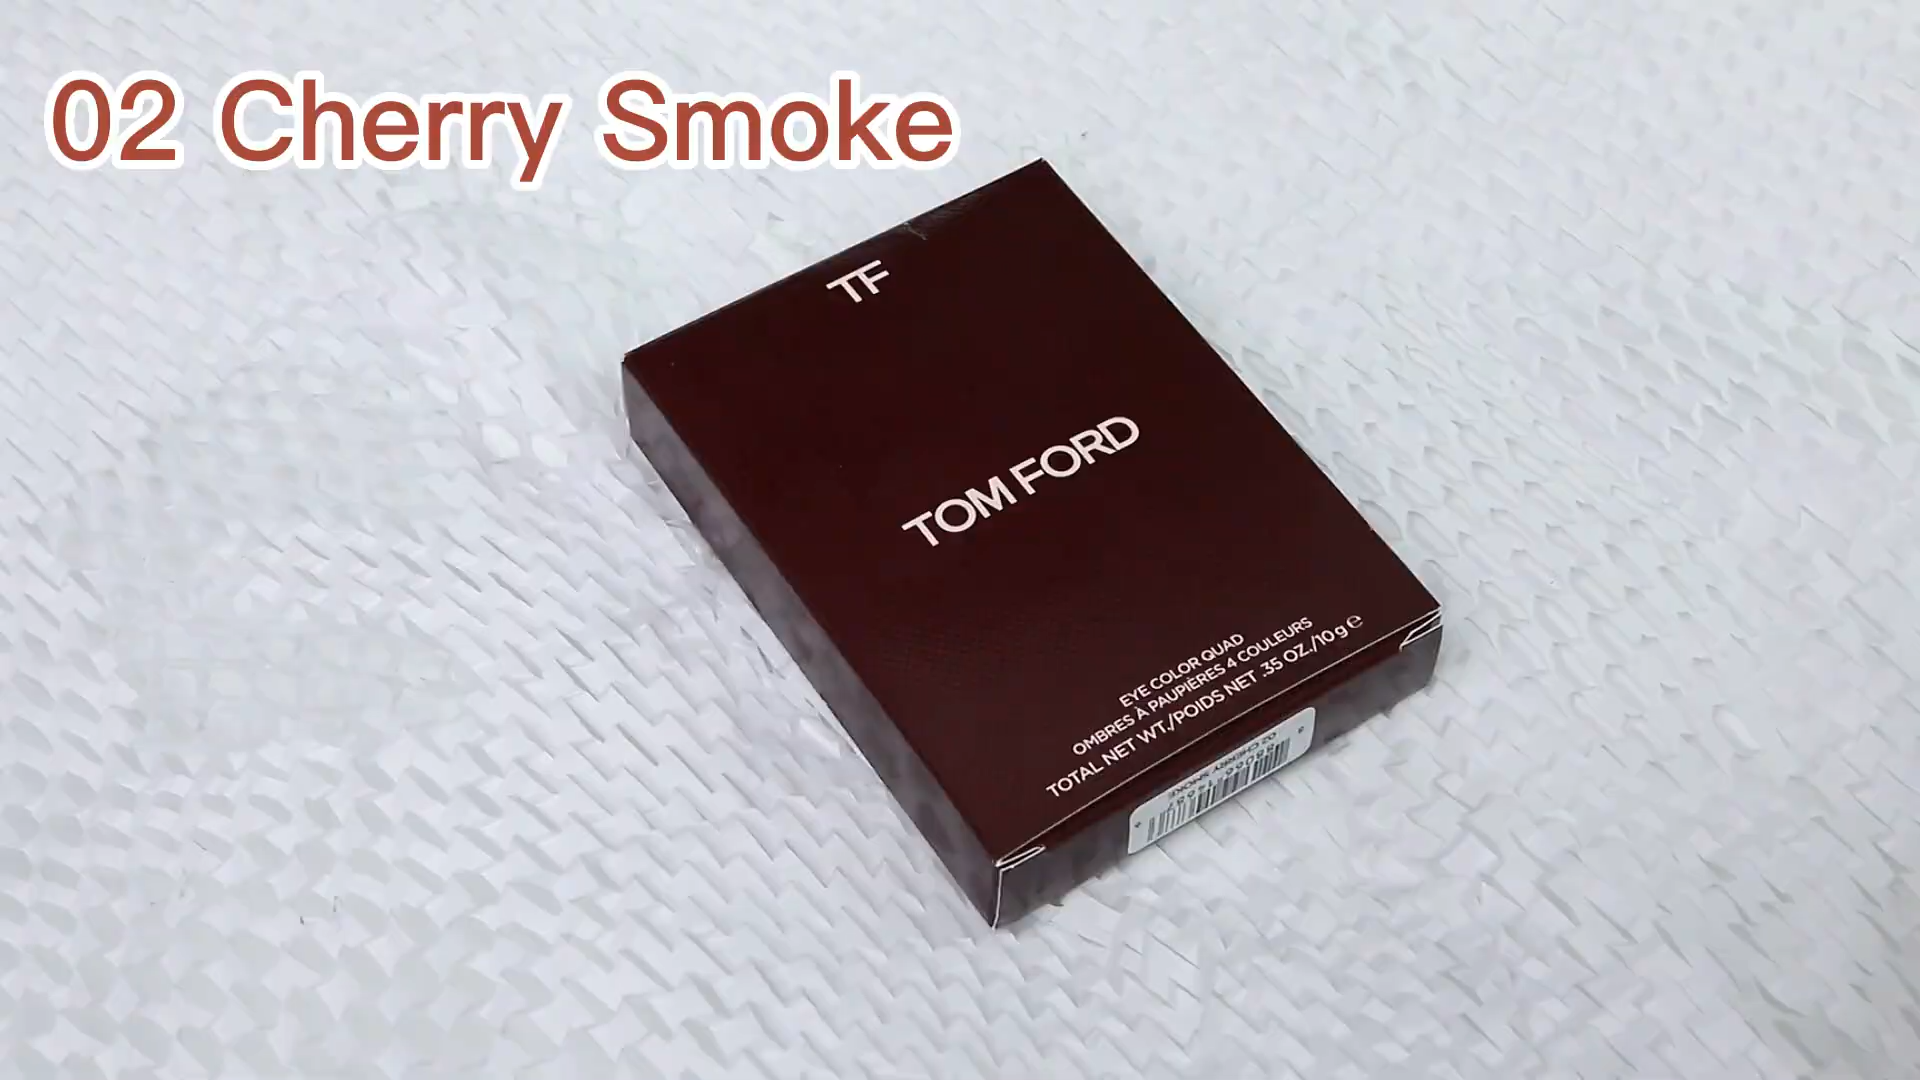 02 Cherry Smoke
TF
TOM FORD
EYE COLOR QUAD
OMBRES À PAUPIÈRES 4 COULEURS
TOTAL NET WT./POIDS NET .35 OZ./10 g ℮
02 CHERRY SMOKE